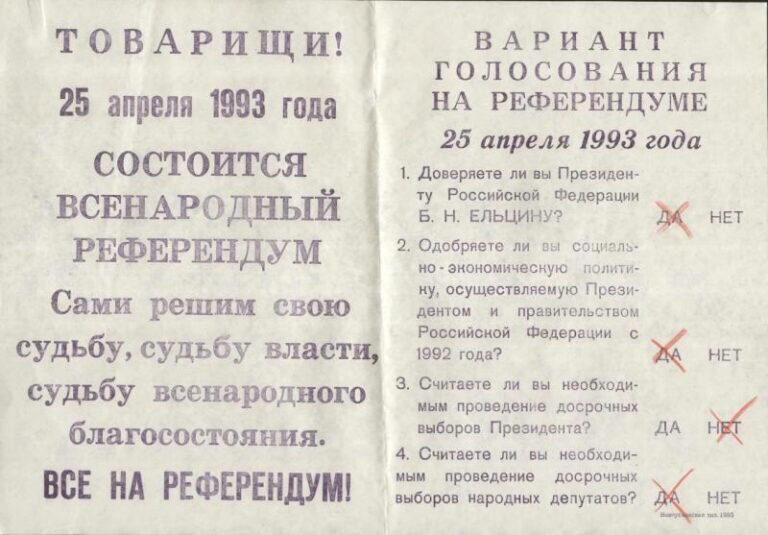 ТОВАРИЩИ!
25 апреля 1993 года
СОСТОИТСЯ
ВСЕНАРОДНЫЙ
РЕФЕРЕНДУМ
Сами решим свою
судьбу, судьбу власти,
судьбу всенародного
благосостояния.
ВСЕ НА РЕФЕРЕНДУМ!
ВАРИАНТ
ГОЛОСОВАНИЯ
НА РЕФЕРЕНДУМЕ
25 апреля 1993 года
1. Доверяете ли вы Президен-
ту Российской Федерации
Б. Н. ЕЛЬЦИНУ? ДА НЕТ
2. Одобряете ли вы социаль-
но-экономическую полити-
ку, осуществляемую Прези-
дентом и правительством
Российской Федерации с
1992 года? ДА НЕТ
3. Считаете ли вы необходи-
мым проведение досрочных
выборов Президента? ДА НЕТ
4. Считаете ли вы необходи-
мым проведение досрочных
выборов народных депутатов? ДА НЕТ
тип. 1993